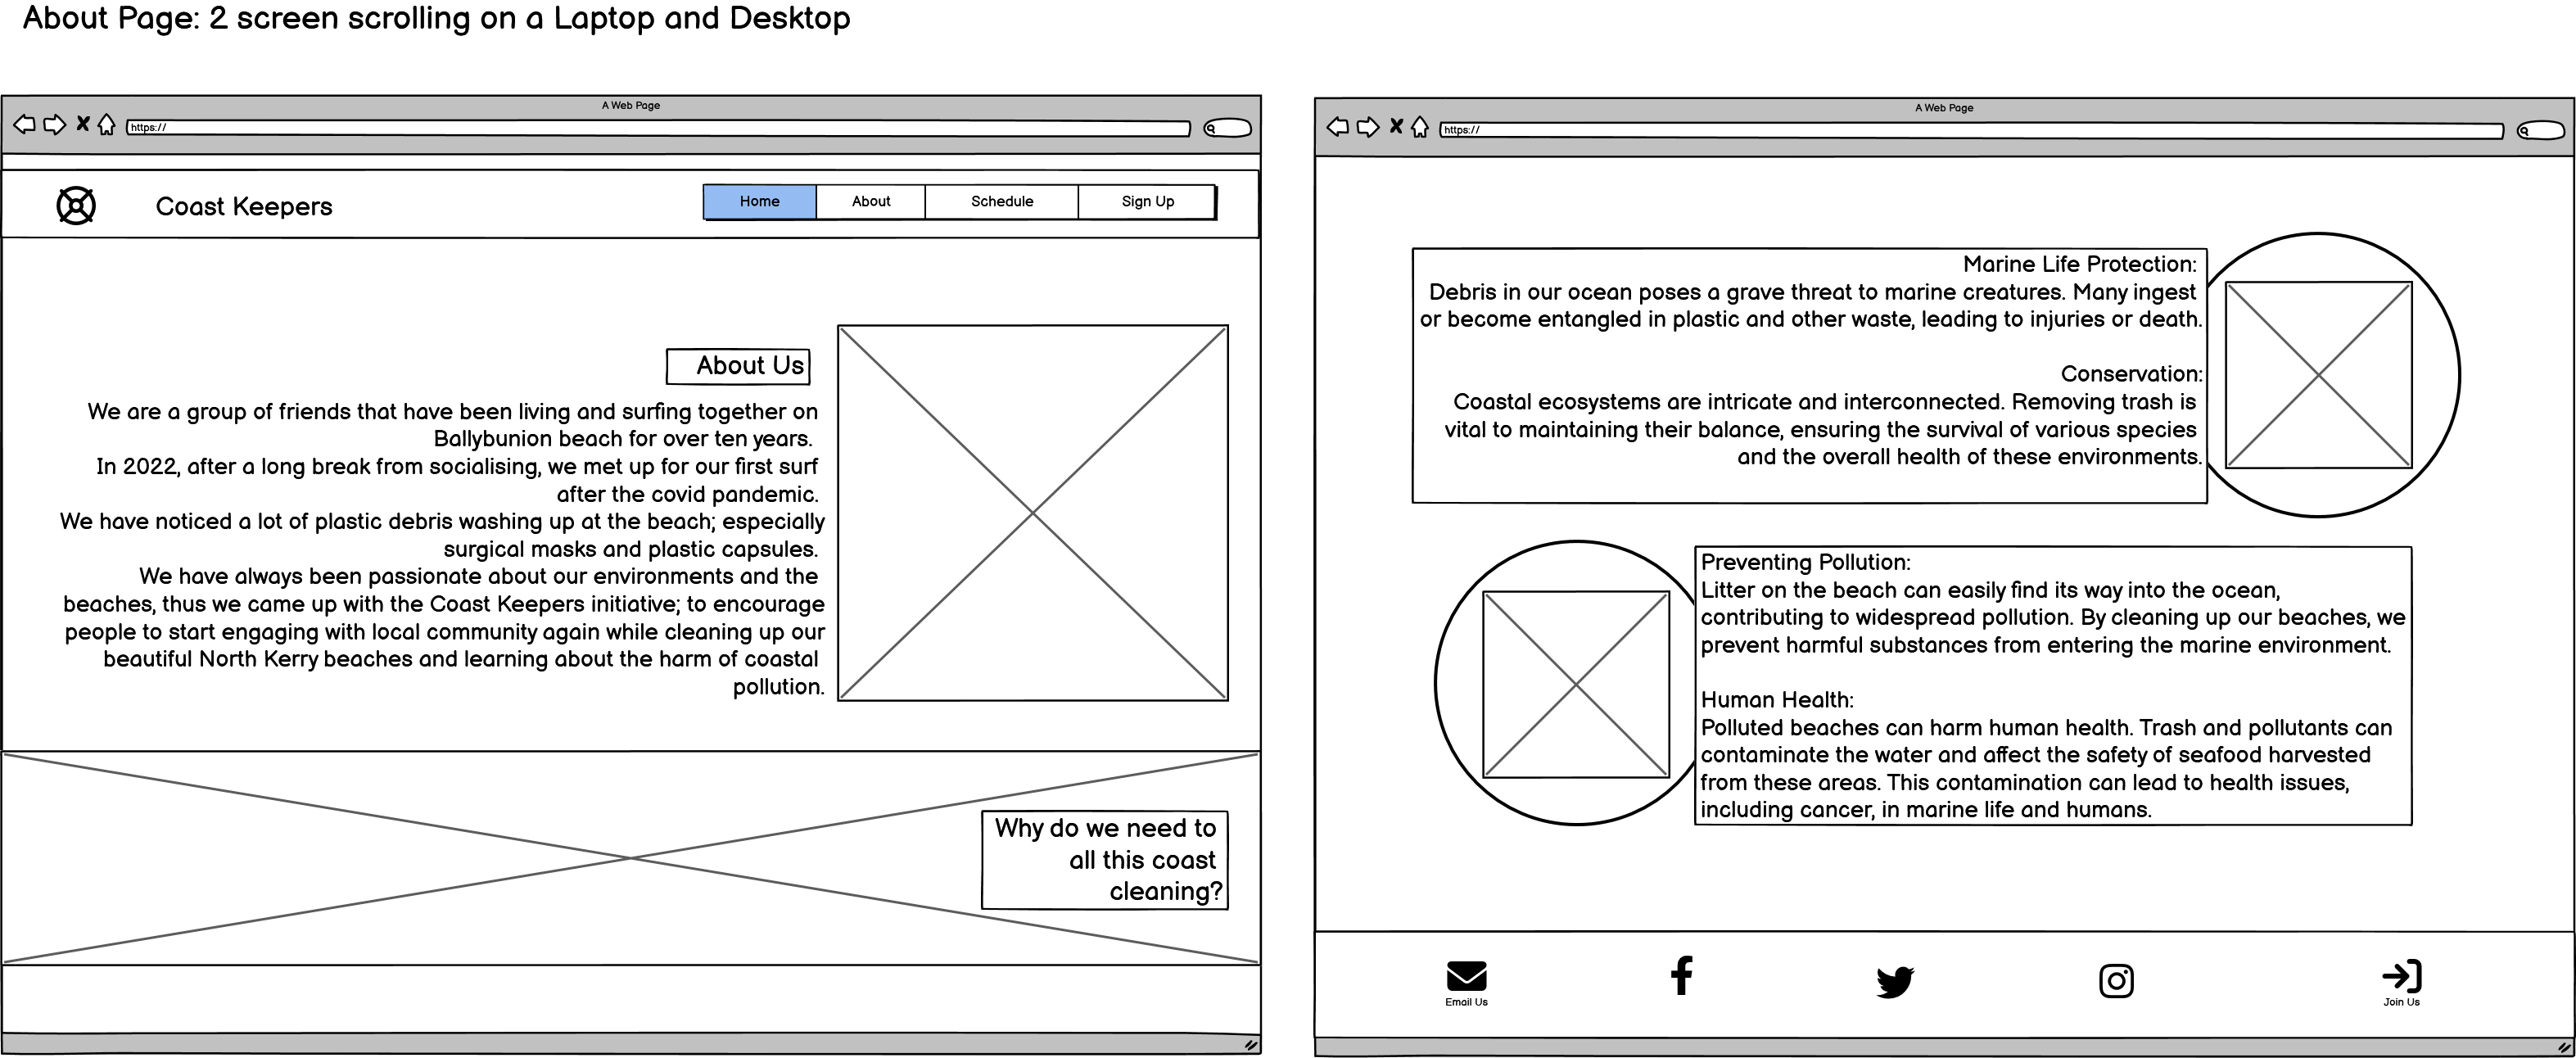 About Page: 2 screen scrolling on a Laptop and Desktop
A Web Page
https://
Coast Keepers
Home
About
Schedule
Sign Up
About Us
We are a group of friends that have been living and surfing together on
Ballybunion beach for over ten years.
In 2022, after a long break from socialising, we met up for our first surf
after the covid pandemic.
We have noticed a lot of plastic debris washing up at the beach; especially
surgical masks and plastic capsules.
We have always been passionate about our environments and the
beaches, thus we came up with the Coast Keepers initiative; to encourage
people to start engaging with local community again while cleaning up our
beautiful North Kerry beaches and learning about the harm of coastal
pollution.
Why do we need to
all this coast
cleaning?
A Web Page
https://
Marine Life Protection:
Debris in our ocean poses a grave threat to marine creatures. Many ingest
or become entangled in plastic and other waste, leading to injuries or death.
Conservation:
Coastal ecosystems are intricate and interconnected. Removing trash is
vital to maintaining their balance, ensuring the survival of various species
and the overall health of these environments.
Preventing Pollution:
Litter on the beach can easily find its way into the ocean,
contributing to widespread pollution. By cleaning up our beaches, we
prevent harmful substances from entering the marine environment.
Human Health:
Polluted beaches can harm human health. Trash and pollutants can
contaminate the water and affect the safety of seafood harvested
from these areas. This contamination can lead to health issues,
including cancer, in marine life and humans.
Email Us
Join Us